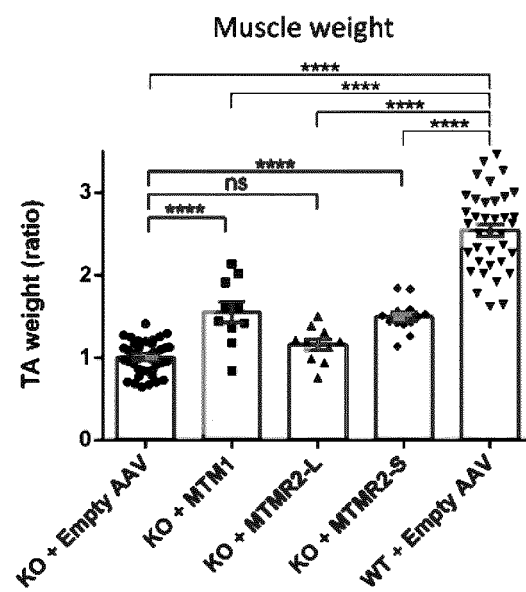 Muscle weight
****
****
****
****
****
ns
****
TA weight (ratio)
3
2
1
0
KO + Empty AAV
KO + MTM1
KO + MTMR2-L
KO + MTMR2-S
WT + Empty AAV